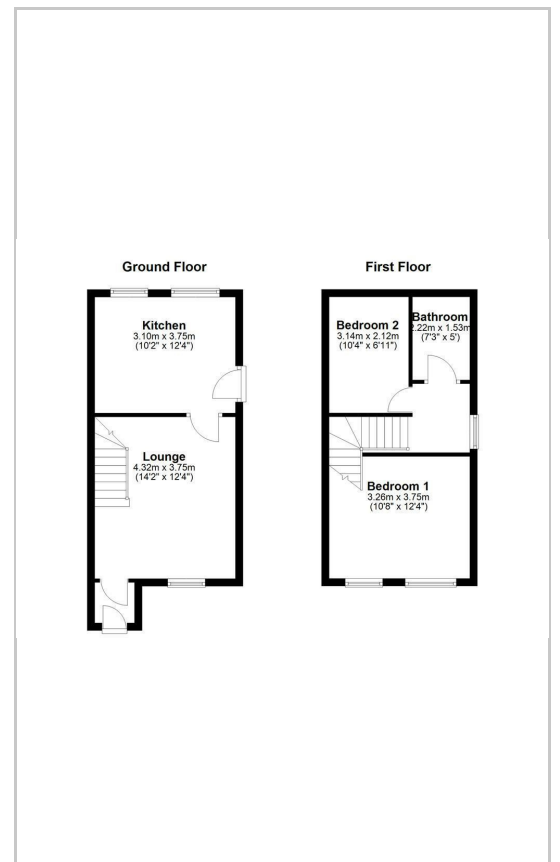 Ground Floor
Kitchen
3.10m x 3.75m
(10'2" x 12'4")
Lounge
4.32m x 3.75m
(14'2" x 12'4")
First Floor
Bedroom 2
3.14m x 2.12m
(10'4" x 6'11")
Bathroom
2.22m x 1.53m
(7'3" x 5')
Bedroom 1
3.26m x 3.75m
(10'8" x 12'4")